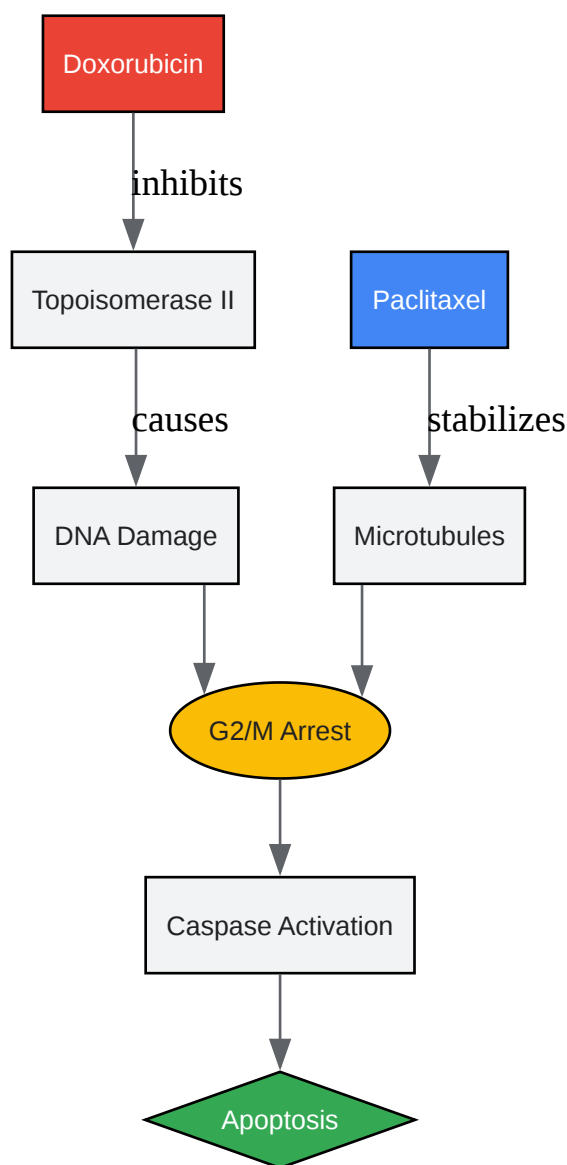 Doxorubicin
inhibits
Topoisomerase II
Paclitaxel
causes
stabilizes
DNA Damage
Microtubules
G2/M Arrest
Caspase Activation
Apoptosis